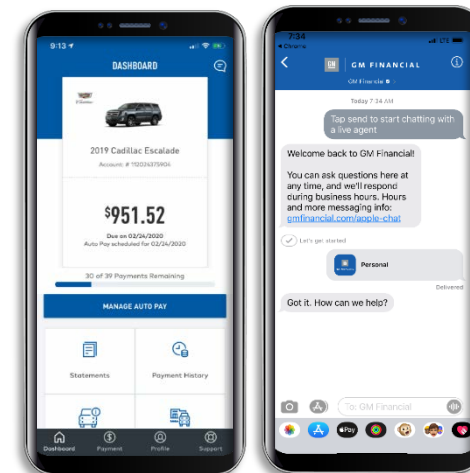 9:13
DASHBOARD
Cadillac
2019 Cadillac Escalade
$951.52
Due on 02/24/2020
Auto Pay scheduled for 02/24/2020
30 of 39 Payments Remaining
MANAGE AUTO PAY
Statements
Payment History
Dashboard
Payment
Profile
Support
7:34
Chrome
LTE
GM FINANCIAL
GM Financial
Today 7:34 AM
Tap send to start chatting with
a live agent
Welcome back to GM Financial!
You can ask questions here at
any time, and we'll respond
during business hours. Hours
and more messaging info:
gmfinancial.com/apple-chat
Let's get started
Personal
Delivered
Got it. How can we help?
To: GM Financial
Pay